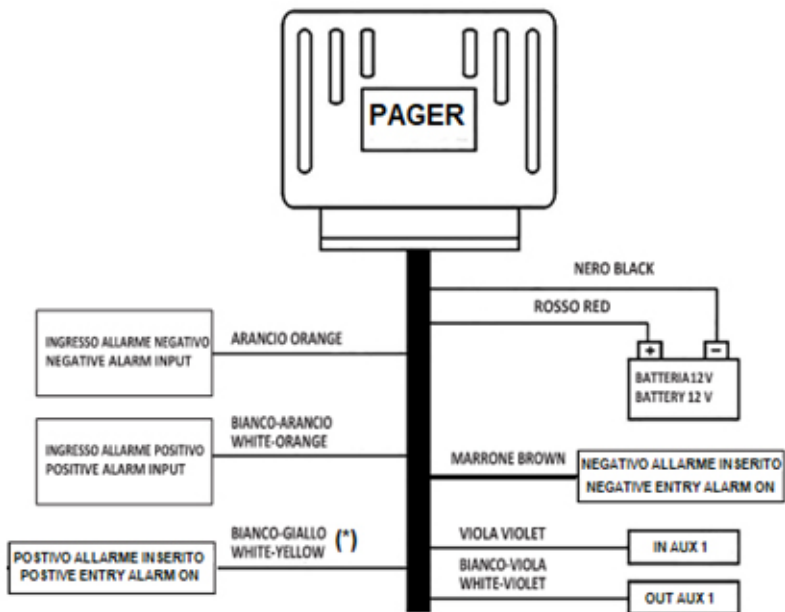 PAGER
NERO BLACK
ROSSO RED
+ −
BATTERIA 12 V
BATTERY 12 V
INGRESSO ALLARME NEGATIVO
NEGATIVE ALARM INPUT
ARANCIO ORANGE
INGRESSO ALLARME POSITIVO
POSITIVE ALARM INPUT
BIANCO-ARANCIO
WHITE-ORANGE
MARRONE BROWN
NEGATIVO ALLARME INSERITO
NEGATIVE ENTRY ALARM ON
POSTIVO ALLARME INSERITO
POSTIVE ENTRY ALARM ON
BIANCO-GIALLO
WHITE-YELLOW (*)
VIOLA VIOLET
IN AUX 1
BIANCO-VIOLA
WHITE-VIOLET
OUT AUX 1